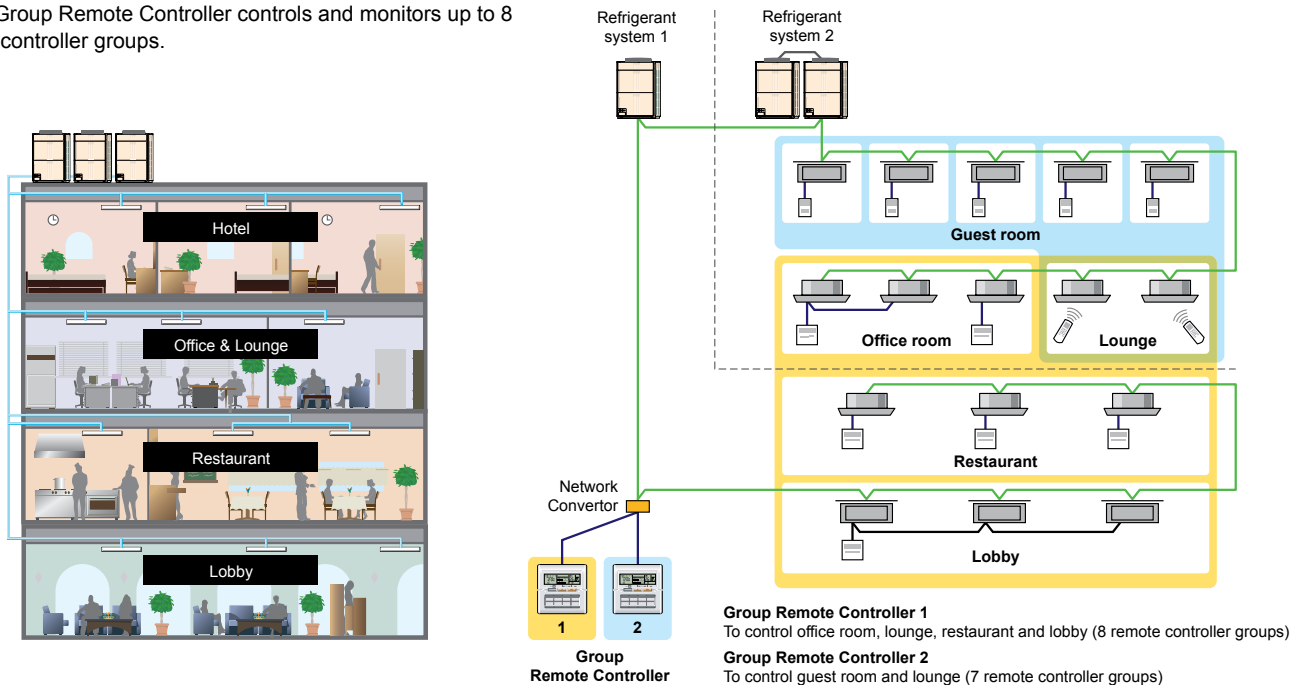 Group Remote Controller controls and monitors up to 8
controller groups.
Hotel
Office & Lounge
Restaurant
Lobby
Refrigerant
system 1
Refrigerant
system 2
Guest room
Office room
Lounge
Restaurant
Lobby
Network
Convertor
1
2
Group
Remote Controller
Group Remote Controller 1
To control office room, lounge, restaurant and lobby (8 remote controller groups)
Group Remote Controller 2
To control guest room and lounge (7 remote controller groups)